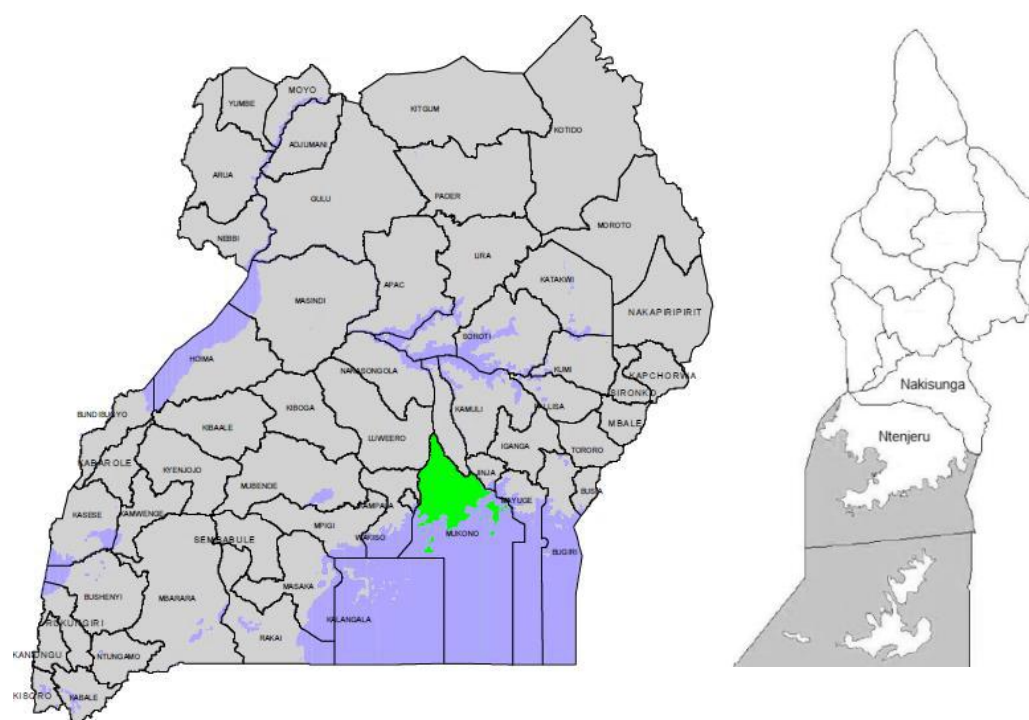 MOYO
YUMBE
KITGUM
KOTIDO
ADJUMANI
ARUA
PADER
GULU
MOROTO
NEBBI
LIRA
KATAKWI
APAC
MASINDI
NAKAPIRIPIRIT
SOROTI
HOIMA
KUMI
NAKASONGOLA
KAPCHORWA
SIRONKO
KIBOGA
KAMULI
PALLISA
BUNDIBUGYO
MBALE
KIBAALE
LUWEERO
IGANGA
TORORO
KABAROLE
KYENJOJO
JINJA
MUBENDE
BUSIA
KAMPALA
MAYUGE
KASESE
KAMWENGE
MPIGI
WAKISO
MUKONO
SEMBABULE
BUGIRI
MASAKA
BUSHENYI
MBARARA
KALANGALA
RUKUNGIRI
RAKAI
KANUNGU
NTUNGAMO
KISORO
KABALE
Nakisunga
Ntenjeru